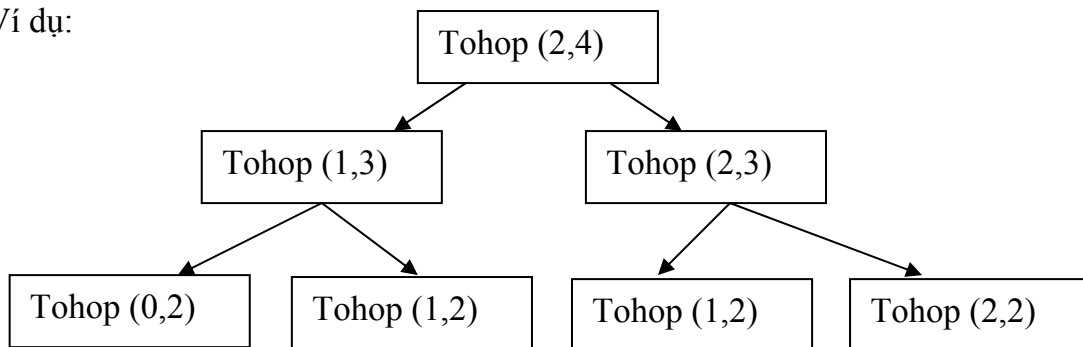 Ví dụ:
Tohop (2,4)
Tohop (1,3)
Tohop (2,3)
Tohop (0,2)
Tohop (1,2)
Tohop (1,2)
Tohop (2,2)